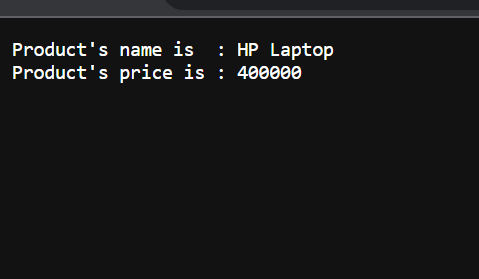 Product's name is  : HP Laptop
Product's price is : 400000